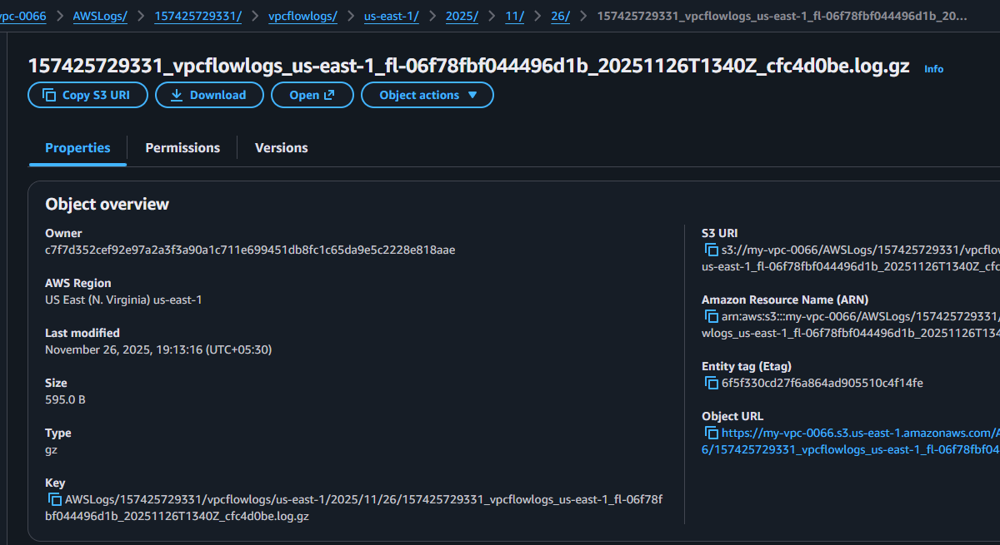 vpc-0066 > AWSLogs/ > 157425729331/ > vpcflowlogs/ > us-east-1/ > 2025/ > 11/ > 26/ > 157425729331_vpcflowlogs_us-east-1_fl-06f78fbf044496d1b_20...
157425729331_vpcflowlogs_us-east-1_fl-06f78fbf044496d1b_20251126T1340Z_cfc4d0be.log.gz Info
Copy S3 URI Download Open Object actions
Properties Permissions Versions
Object overview
Owner
c7f7d352cef92e97a2a3f3a90a1c711e699451db8fc1c65da9e5c2228e818aae
AWS Region
US East (N. Virginia) us-east-1
Last modified
November 26, 2025, 19:13:16 (UTC+05:30)
Size
595.0 B
Type
gz
Key
AWSLogs/157425729331/vpcflowlogs/us-east-1/2025/11/26/157425729331_vpcflowlogs_us-east-1_fl-06f78f
bf044496d1b_20251126T1340Z_cfc4d0be.log.gz
S3 URI
s3://my-vpc-0066/AWSLogs/157425729331/vpcflow
us-east-1_fl-06f78fbf044496d1b_20251126T1340Z_cfc
Amazon Resource Name (ARN)
arn:aws:s3:::my-vpc-0066/AWSLogs/157425729331/
wlogs_us-east-1_fl-06f78fbf044496d1b_20251126T134
Entity tag (Etag)
6f5f330cd27f6a864ad905510c4f14fe
Object URL
https://my-vpc-0066.s3.us-east-1.amazonaws.com/A
6/157425729331_vpcflowlogs_us-east-1_fl-06f78fbf04